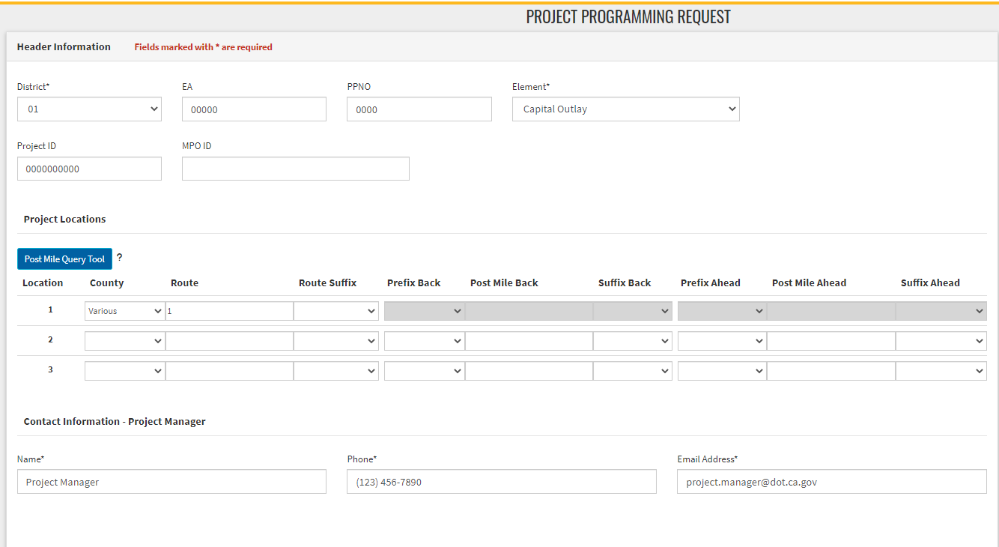 PROJECT PROGRAMMING REQUEST
Header Information Fields marked with * are required
District* EA PPNO Element*
01 00000 0000 Capital Outlay
Project ID MPO ID
0000000000
Project Locations
Post Mile Query Tool ?
Location County Route Route Suffix Prefix Back Post Mile Back Suffix Back Prefix Ahead Post Mile Ahead Suffix Ahead
1 Various 1
2
3
Contact Information - Project Manager
Name* Phone* Email Address*
Project Manager (123) 456-7890 project.manager@dot.ca.gov